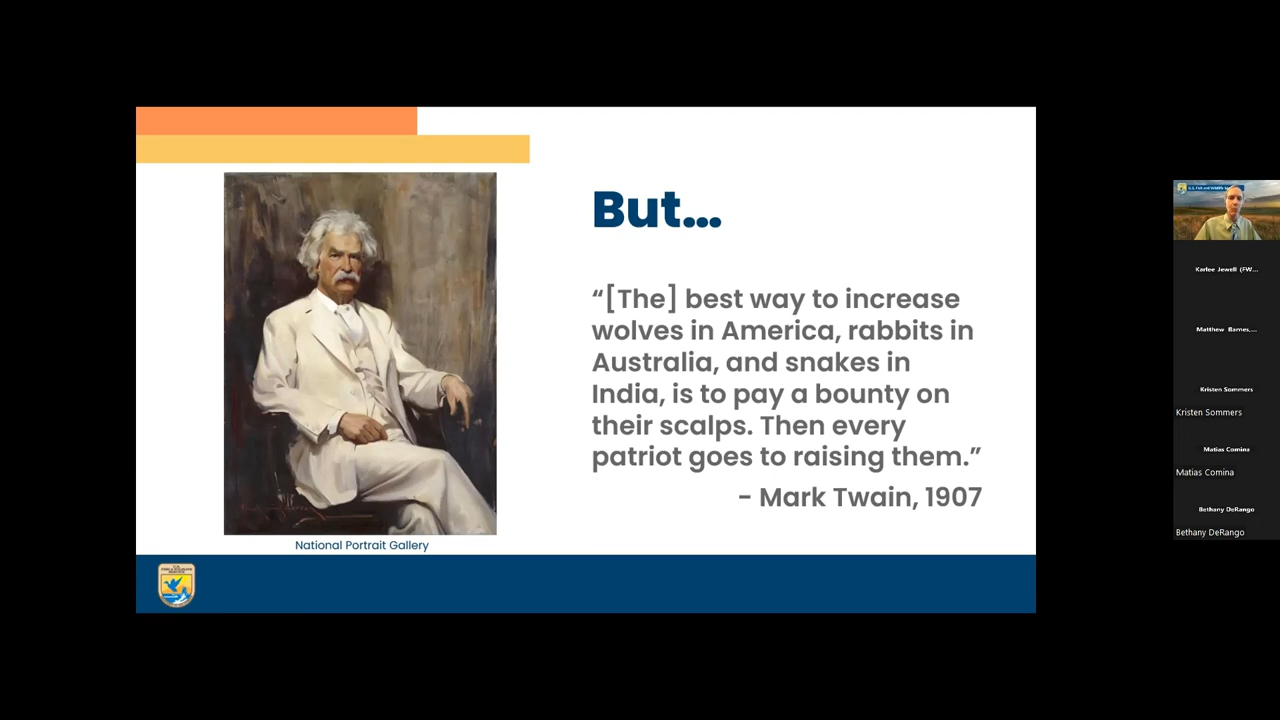 But...
“[The] best way to increase
wolves in America, rabbits in
Australia, and snakes in
India, is to pay a bounty on
their scalps. Then every
patriot goes to raising them.”
- Mark Twain, 1907
National Portrait Gallery
Karlee Jewell (FW...
Matthew Barnes,...
Kristen Sommers
Kristen Sommers
Matias Comina
Matias Comina
Bethany DeRango
Bethany DeRango